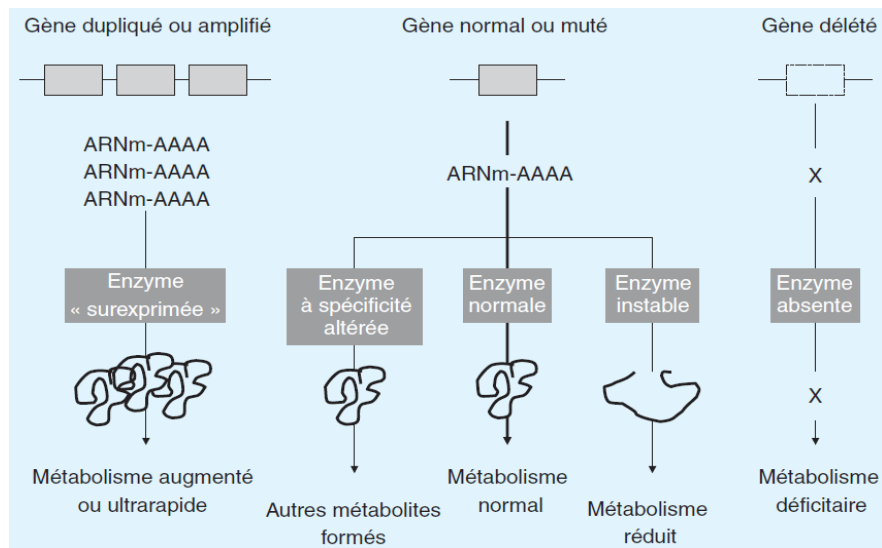 Gène dupliqué ou amplifié
Gène normal ou muté
Gène délété
ARNm-AAAA
ARNm-AAAA
ARNm-AAAA
ARNm-AAAA
X
Enzyme
« surexprimée »
Enzyme
à spécificité
altérée
Enzyme
normale
Enzyme
instable
Enzyme
absente
X
Métabolisme augmenté
ou ultrarapide
Autres métabolites
formés
Métabolisme
normal
Métabolisme
réduit
Métabolisme
déficitaire